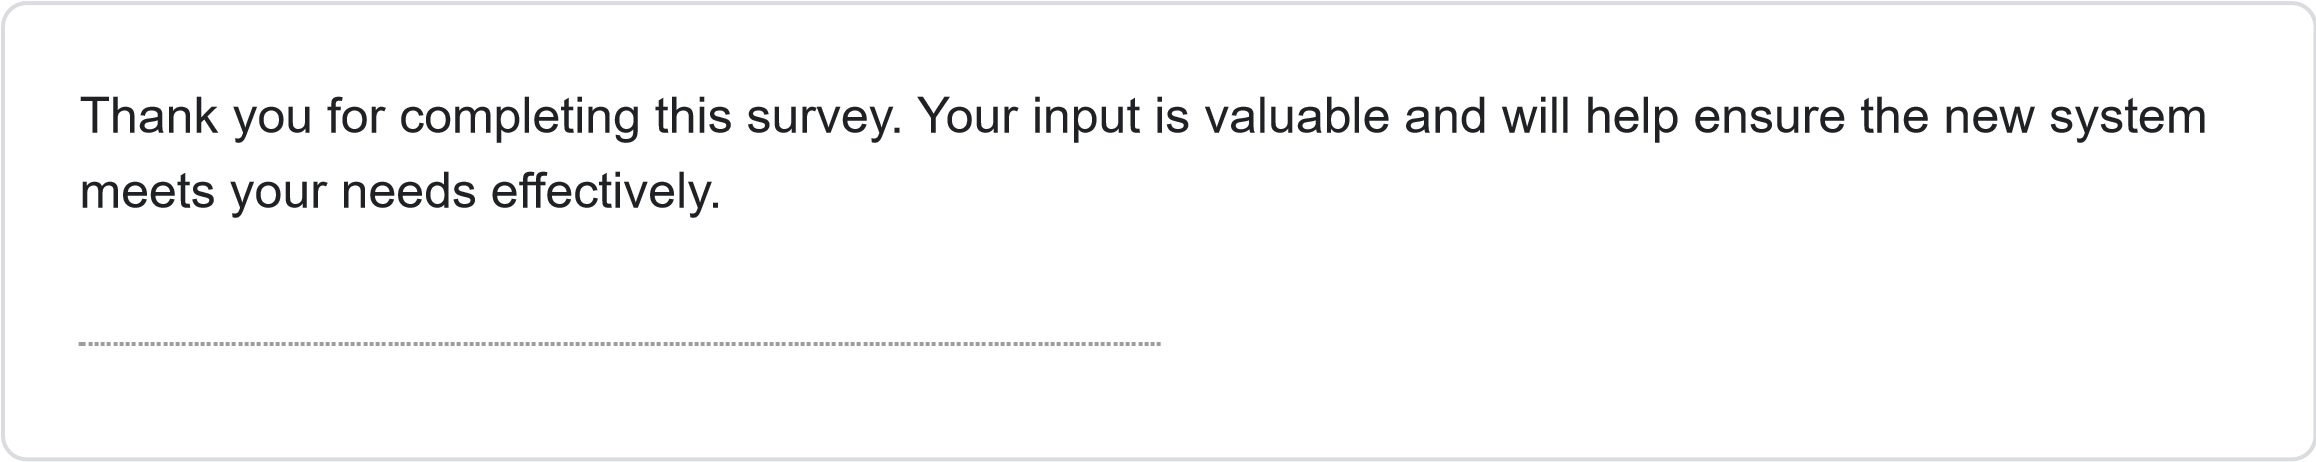 Thank you for completing this survey. Your input is valuable and will help ensure the new system
meets your needs effectively.